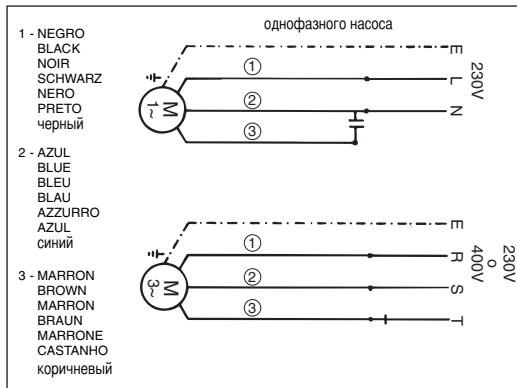 1 - NEGRO
BLACK
NOIR
SCHWARZ
NERO
PRETO
черный
2 - AZUL
BLUE
BLEU
BLAU
AZZURRO
AZUL
синий
3 - MARRON
BROWN
MARRON
BRAUN
MARRONE
CASTANHO
коричневый
однофазного насоса
E
1
L
230V
M
1~
2
N
3
E
1
R
230V
O
400V
M
3~
2
S
3
T